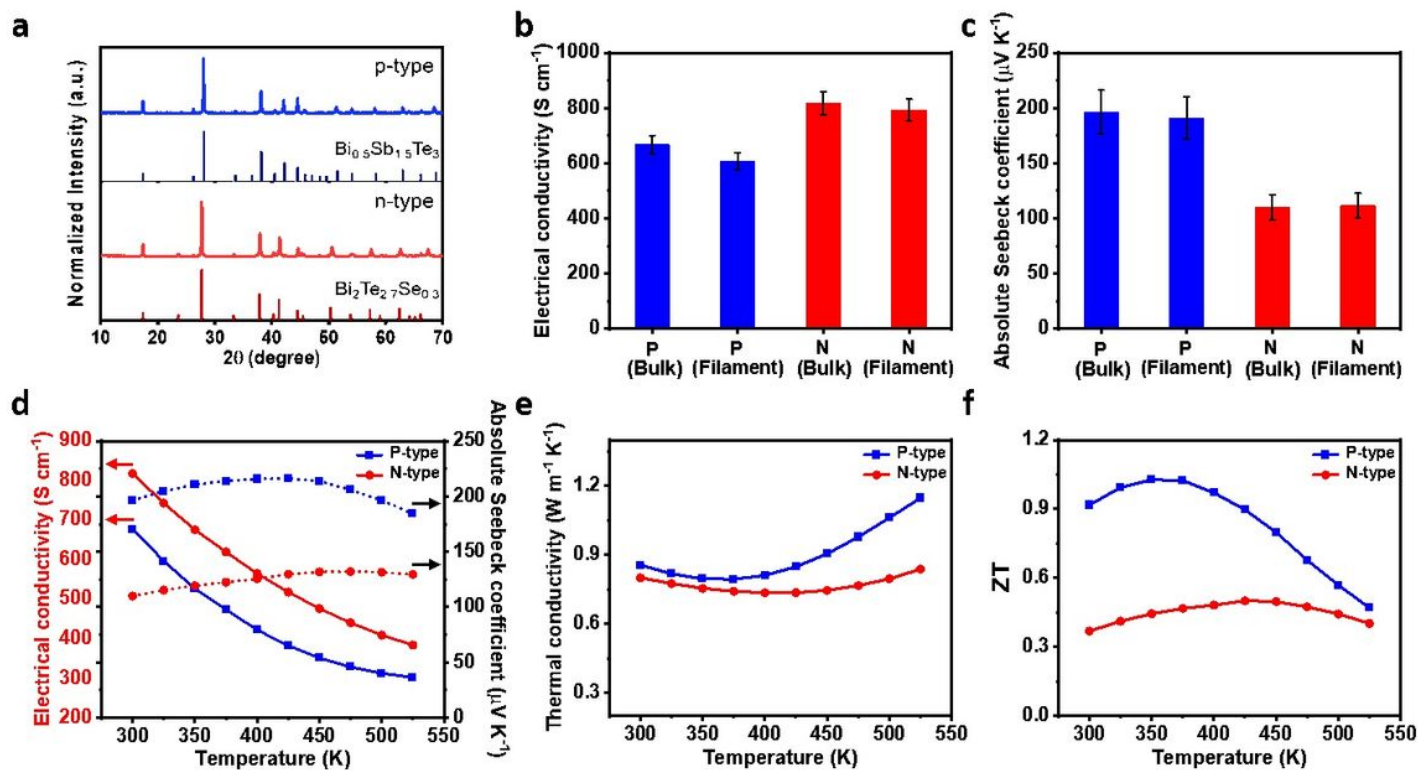 a
Normalized Intensity (a.u.)
p-type
Bi0.5Sb1.5Te3
n-type
Bi2Te2.7Se0.3
10 20 30 40 50 60 70
2θ (degree)
b
Electrical conductivity (S cm⁻¹)
1000
800
600
400
200
0
P P N N
(Bulk) (Filament) (Bulk) (Filament)
c
Absolute Seebeck coefficient (μV K⁻¹)
250
200
150
100
50
0
P P N N
(Bulk) (Filament) (Bulk) (Filament)
d
Electrical conductivity (S cm⁻¹)
900
800
700
600
500
400
300
200
P-type
N-type
250
200
150
100
50
0
Absolute Seebeck coefficient (μV K⁻¹)
300 350 400 450 500 550
Temperature (K)
e
Thermal conductivity (W m⁻¹ K⁻¹)
1.2
0.9
0.6
0.3
P-type
N-type
300 350 400 450 500 550
Temperature (K)
f
ZT
1.2
0.9
0.6
0.3
0.0
P-type
N-type
300 350 400 450 500 550
Temperature (K)